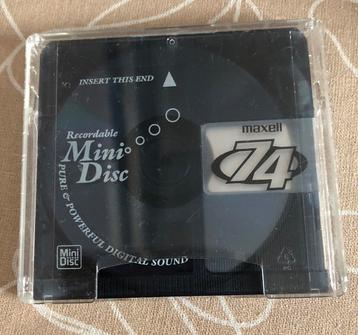 INSERT THIS END
Recordable
Mini
Disc
maxell
74
PURE & POWERFUL DIGITAL SOUND
Mini
Disc